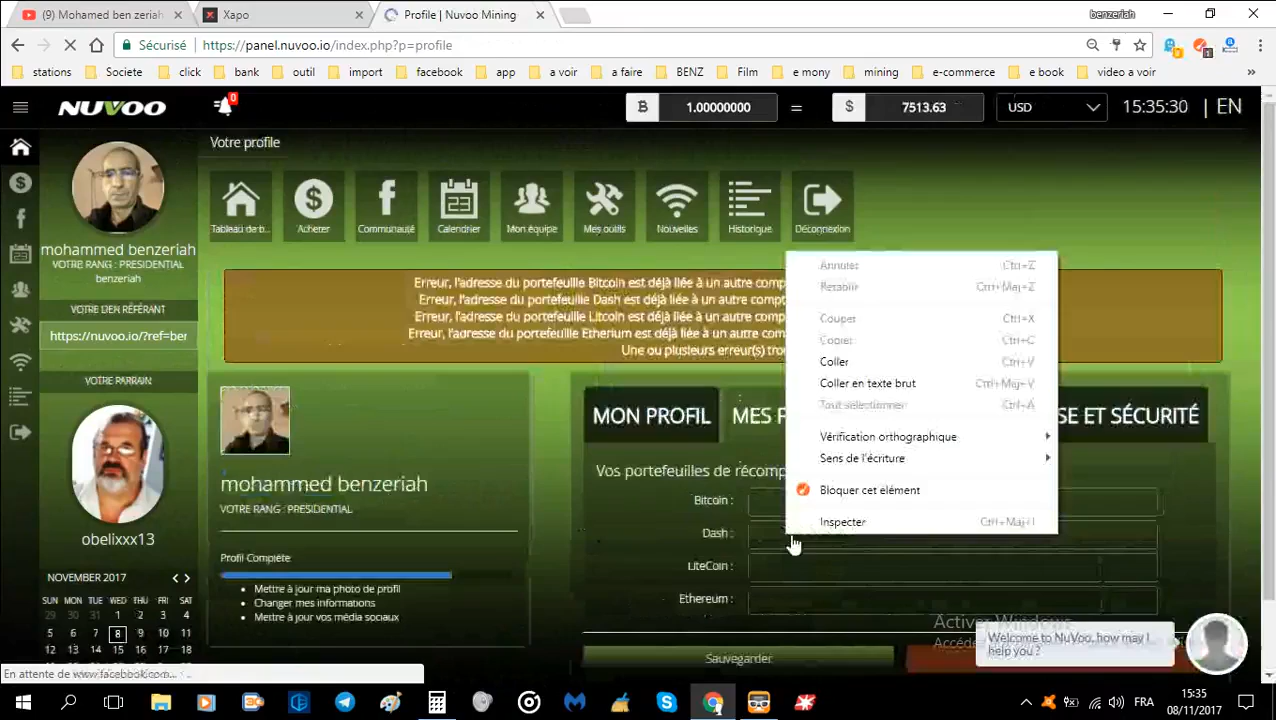 (9) Mohamed ben zeriah
Xapo
Profile | Nuvoo Mining
benzeriah
Sécurisé
https://panel.nuvoo.io/index.php?p=profile
stations Societe click bank outil import facebook app a voir a faire BENZ Film e mony mining e-commerce e book video a voir »
NUVOO 0 B 1.00000000 = $ 7513.63 USD 15:35:30 | EN
Votre profile
Tableau de b... Acheter Communauté Calendrier Mon équipe Mes outils Nouvelles Historique Déconnexion
23
mohammed benzeriah
VOTRE RANG : PRESIDENTIAL
benzeriah
VOTRE LIEN RÉFÉRANT
https://nuvoo.io/?ref=ber
VOTRE PARRAIN
obelixxx13
NOVEMBER 2017
SUN MON TUE WED THU FRI SAT
29 30 31 1 2 3 4
5 6 7 8 9 10 11
12 13 14 15 16 17 18
Erreur, l'adresse du portefeuille Bitcoin est déjà liée à un autre comp
Erreur, l'adresse du portefeuille Dash est déjà liée à un autre compt
Erreur, l'adresse du portefeuille Litcoin est déjà liée à un autre comp
Erreur, l'adresse du portefeuille Etherium est déjà liée à un autre com
Une ou plusieurs erreur(s) trou
Annuler Ctrl+Z
Rétablir Ctrl+Maj+Z
Couper Ctrl+X
Copier Ctrl+C
Coller Ctrl+V
Coller en texte brut Ctrl+Maj+V
Tout sélectionner Ctrl+A
Vérification orthographique
Sens de l'écriture
Bloquer cet elément
Inspecter Ctrl+Maj+I
mohammed benzeriah
VOTRE RANG : PRESIDENTIAL
Profil Complété
Mettre à jour ma photo de profil
Changer mes informations
Mettre à jour vos média sociaux
MON PROFIL MES P SE ET SÉCURITÉ
Vos portefeuilles de récomp
Bitcoin :
Dash :
LiteCoin :
Ethereum :
Sauvegarder
Activer Windows
Welcome to NuVoo, how may I
help you ?
En attente de www.facebook.com...
FRA
15:35
08/11/2017